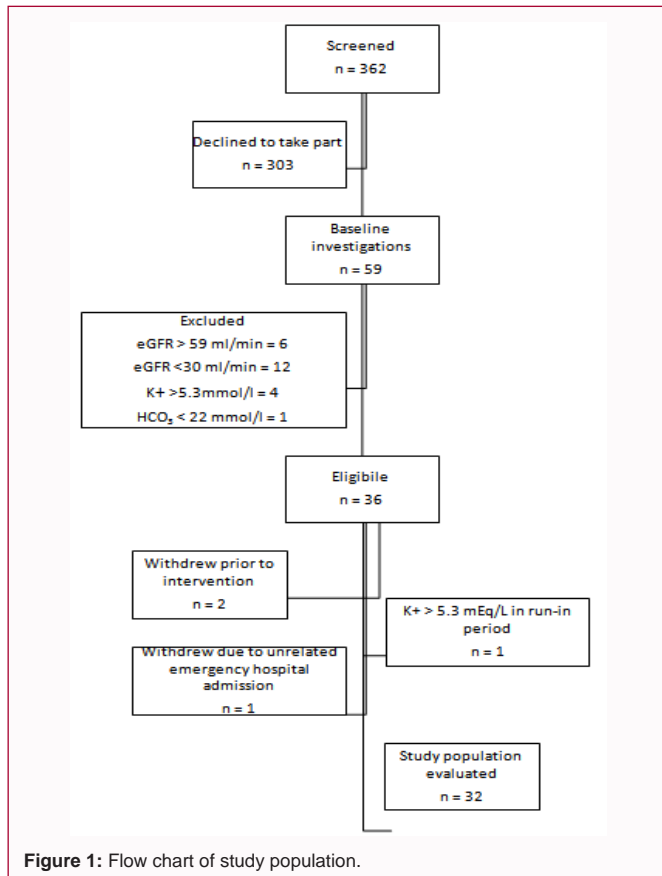 Screened
n = 362
Declined to take part
n = 303
Baseline
investigations
n = 59
Excluded
eGFR > 59 ml/min = 6
eGFR <30 ml/min = 12
K+ >5.3mmol/l = 4
HCO₃ < 22 mmol/l = 1
Eligibile
n = 36
Withdrew prior to
intervention
n = 2
K+ > 5.3 mEq/L in run-in
period
n = 1
Withdrew due to unrelated
emergency hospital
admission
n = 1
Study population
evaluated
n = 32
Figure 1: Flow chart of study population.